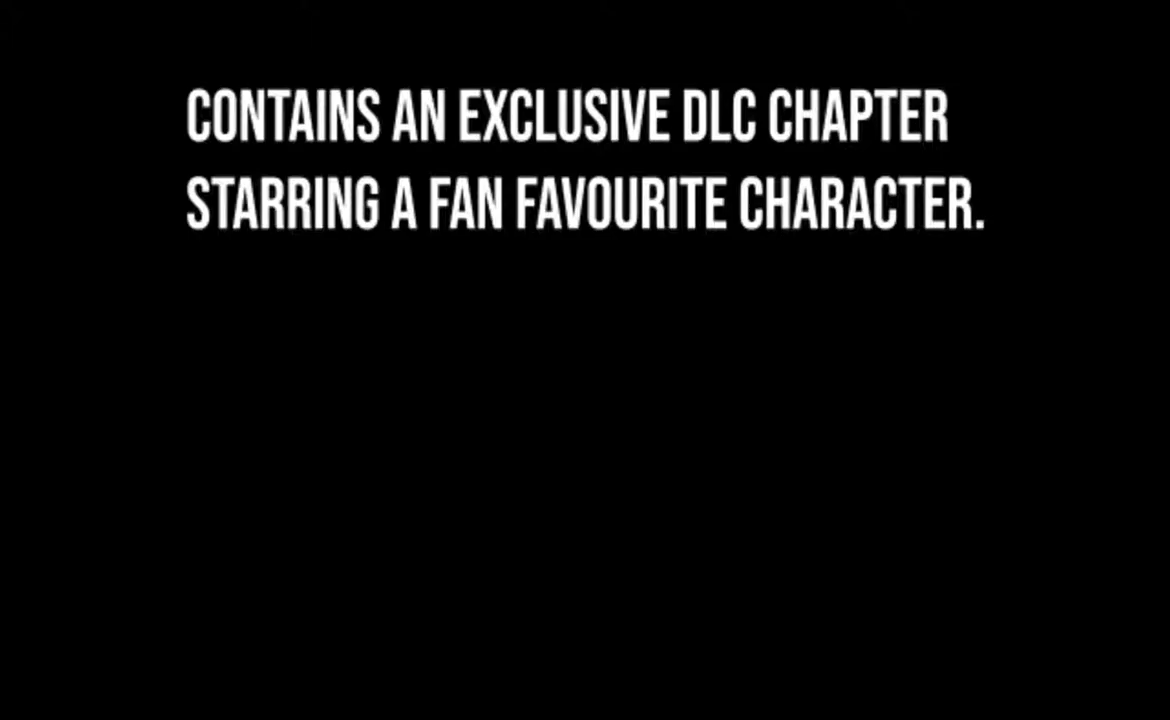 CONTAINS AN EXCLUSIVE DLC CHAPTER
STARRING A FAN FAVOURITE CHARACTER.